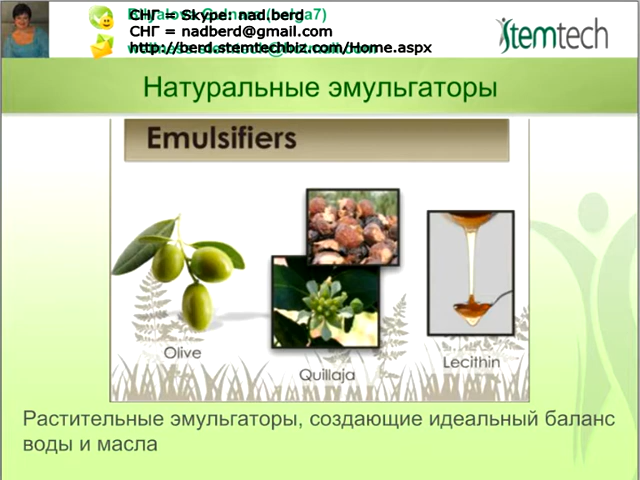 СНГ = Skype: nad.berg
СНГ = nadberd@gmail.com
http://berd.stemtechbiz.com/Home.aspx
Stemtech
Натуральные эмульгаторы
Emulsifiers
Olive
Quillaja
Lecithin
Растительные эмульгаторы, создающие идеальный баланс
воды и масла